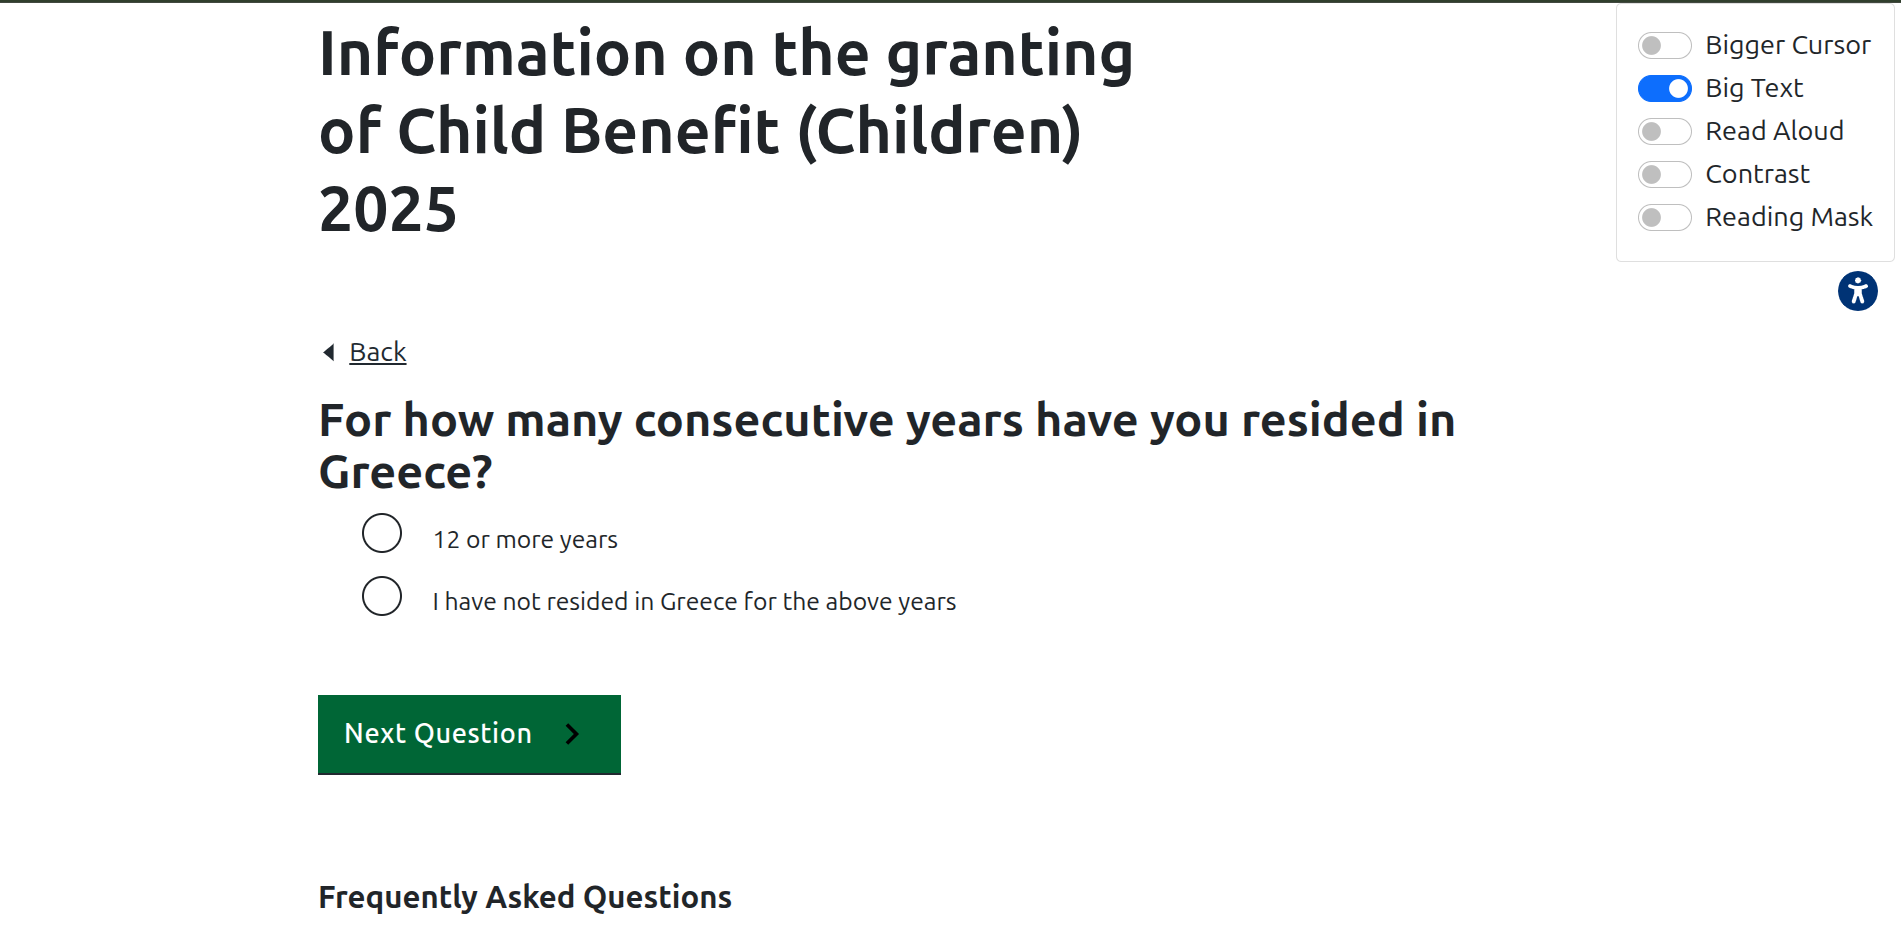 Information on the granting
of Child Benefit (Children)
2025
Bigger Cursor
Big Text
Read Aloud
Contrast
Reading Mask
Back
For how many consecutive years have you resided in
Greece?
12 or more years
I have not resided in Greece for the above years
Next Question
Frequently Asked Questions